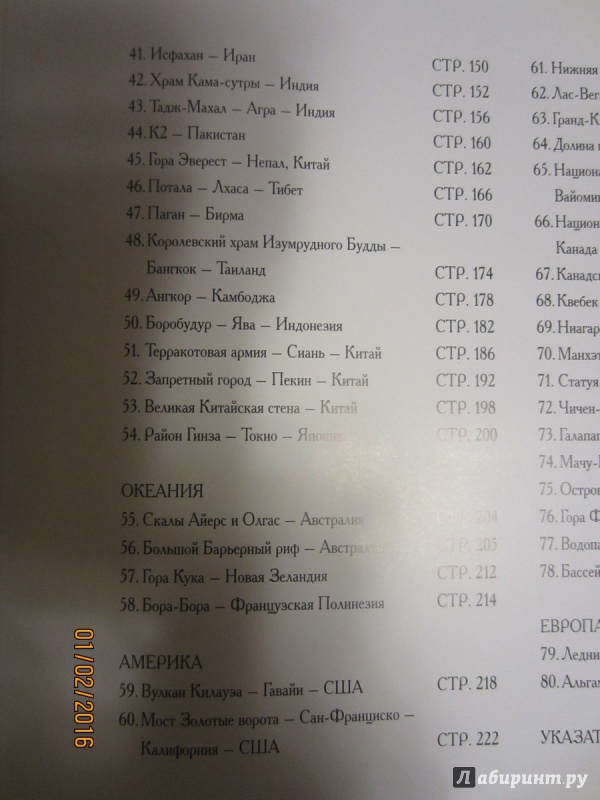 41. Исфахан – Иран СТР. 150
42. Храм Кама-сутры – Индия СТР. 152
43. Тадж-Махал – Агра – Индия СТР. 156
44. К2 – Пакистан СТР. 160
45. Гора Эверест – Непал, Китай СТР. 162
46. Потала – Лхаса – Тибет СТР. 166
47. Паган – Бирма СТР. 170
48. Королевский храм Изумрудного Будды –
Бангкок – Таиланд СТР. 174
49. Ангкор – Камбоджа СТР. 178
50. Боробудур – Ява – Индонезия СТР. 182
51. Терракотовая армия – Сиань – Китай СТР. 186
52. Запретный город – Пекин – Китай СТР. 192
53. Великая Китайская стена – Китай СТР. 198
54. Район Гинза – Токио – Япония СТР. 200
ОКЕАНИЯ
55. Скалы Айерс и Олгас – Австралия СТР. 204
56. Большой Барьерный риф – Австралия СТР. 205
57. Гора Кука – Новая Зеландия СТР. 212
58. Бора-Бора – Французская Полинезия СТР. 214
АМЕРИКА
59. Вулкан Килауэа – Гавайи – США СТР. 218
60. Мост Золотые ворота – Сан-Франциско –
Калифорния – США СТР. 222
61. Нижняя
62. Лас-Вег
63. Гранд-К
64. Долина
65. Национа
Вайомин
66. Национ
Канада
67. Канадс
68. Квебек
69. Ниагар
70. Манхэт
71. Статуя
72. Чичен-
73. Галапаг
74. Мачу-
75. Остров
76. Гора Ф
77. Водопа
78. Бассей
ЕВРОПА
79. Ледни
80. Альгам
УКАЗАТ
01/02/2016
Лабиринт.ру